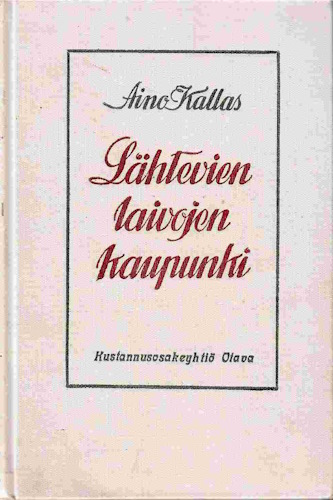 Aino Kallas
Lähtevien
laivojen
kaupunki
Kustannusosakeyhtiö Otava